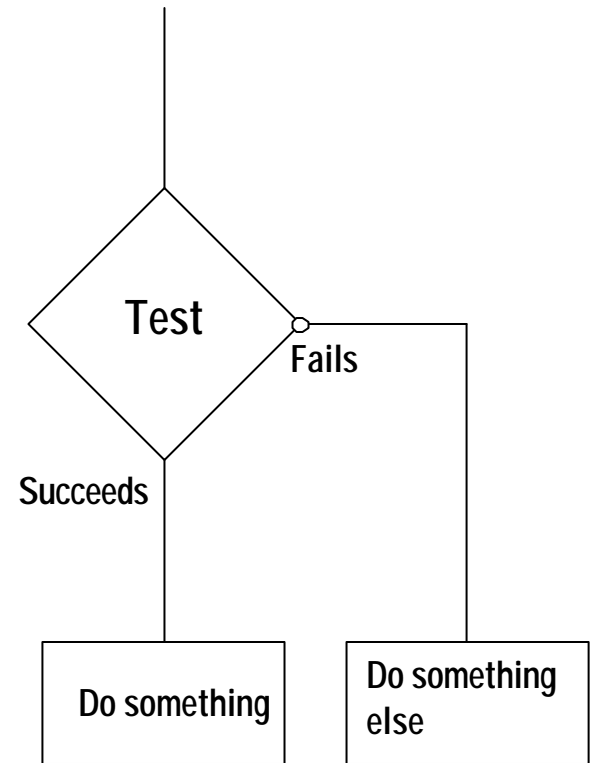 Test
Fails
Succeeds
Do something
Do something
else